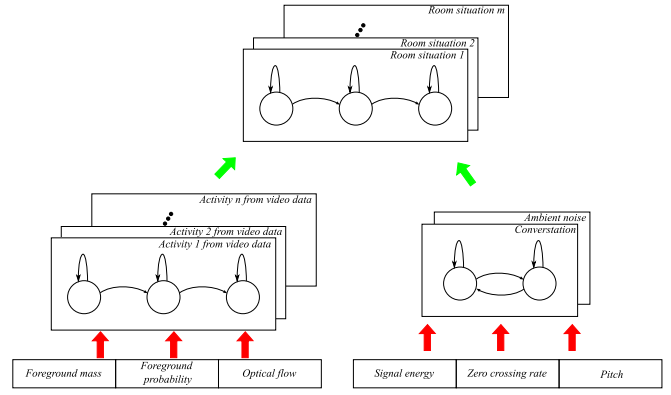 Room situation m
Room situation 2
Room situation 1
Activity n from video data
Activity 2 from video data
Activity 1 from video data
Ambient noise
Converstation
Foreground mass
Foreground
probability
Optical flow
Signal energy
Zero crossing rate
Pitch